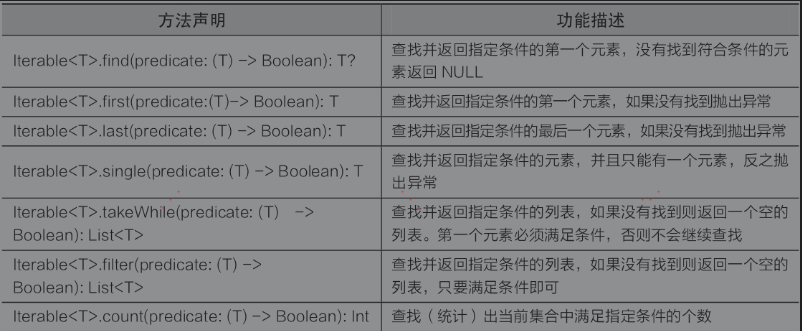 方法声明 功能描述
Iterable<T>.find(predicate: (T) -> Boolean): T?
查找并返回指定条件的第一个元素，没有找到符合条件的元
素返回 NULL
Iterable<T>.first(predicate:(T)-> Boolean): T
查找并返回指定条件的第一个元素，如果没有找到抛出异常
Iterable<T>.last(predicate: (T) -> Boolean): T
查找并返回指定条件的最后一个元素，如果没有找到抛出异常
Iterable<T>.single(predicate: (T) -> Boolean): T
查找并返回指定条件的元素，并且只能有一个元素，反之抛
出异常
Iterable<T>.takeWhile(predicate: (T) ->
Boolean): List<T>
查找并返回指定条件的列表，如果没有找到则返回一个空的
列表。第一个元素必须满足条件，否则不会继续查找
Iterable<T>.filter(predicate: (T) ->
Boolean): List<T>
查找并返回指定条件的列表，如果没有找到则返回一个空的
列表，只要满足条件即可
Iterable<T>.count(predicate: (T) -> Boolean): Int
查找（统计）出当前集合中满足指定条件的个数